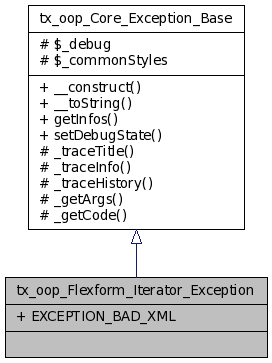 tx_oop_Core_Exception_Base
# $_debug
# $_commonStyles
+ __construct()
+ __toString()
+ getInfos()
+ setDebugState()
# _traceTitle()
# _traceInfo()
# _traceHistory()
# _getArgs()
# _getCode()
tx_oop_Flexform_Iterator_Exception
+ EXCEPTION_BAD_XML